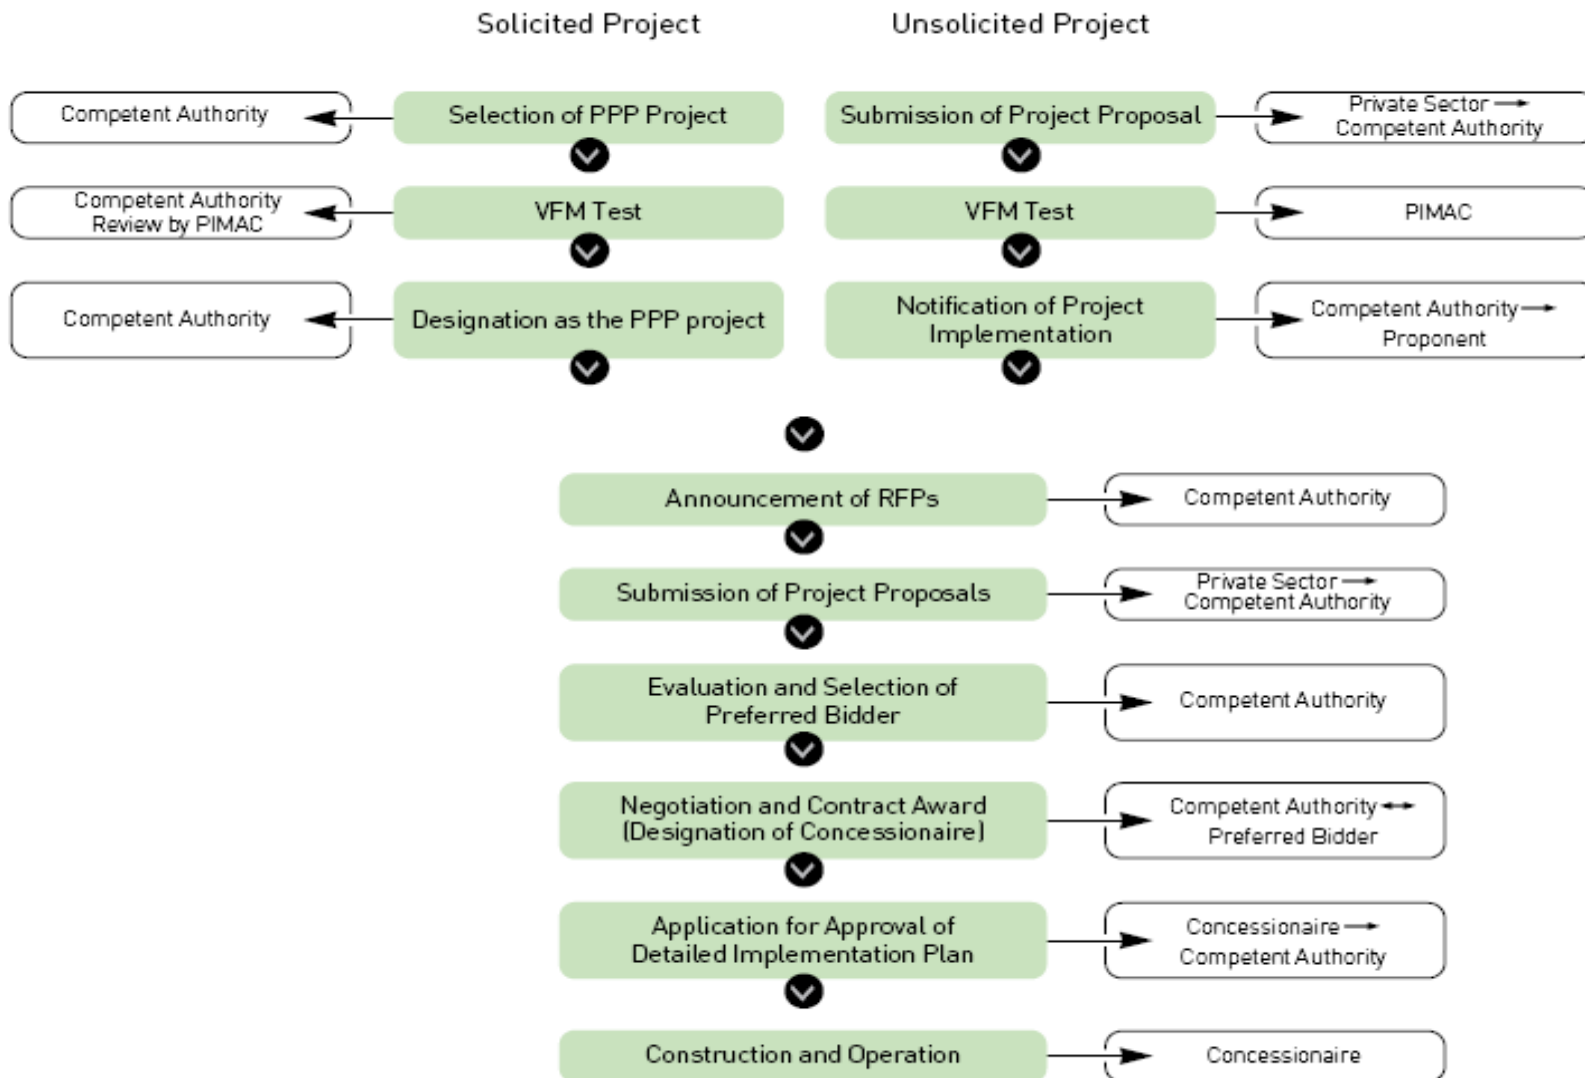 Solicited Project
Unsolicited Project
Competent Authority
Selection of PPP Project
Submission of Project Proposal
Private Sector →
Competent Authority
Competent Authority
Review by PIMAC
VFM Test
VFM Test
PIMAC
Competent Authority
Designation as the PPP project
Notification of Project
Implementation
Competent Authority →
Proponent
Announcement of RFPs
Competent Authority
Submission of Project Proposals
Private Sector →
Competent Authority
Evaluation and Selection of
Preferred Bidder
Competent Authority
Negotiation and Contract Award
(Designation of Concessionaire)
Competent Authority ↔
Preferred Bidder
Application for Approval of
Detailed Implementation Plan
Concessionaire →
Competent Authority
Construction and Operation
Concessionaire